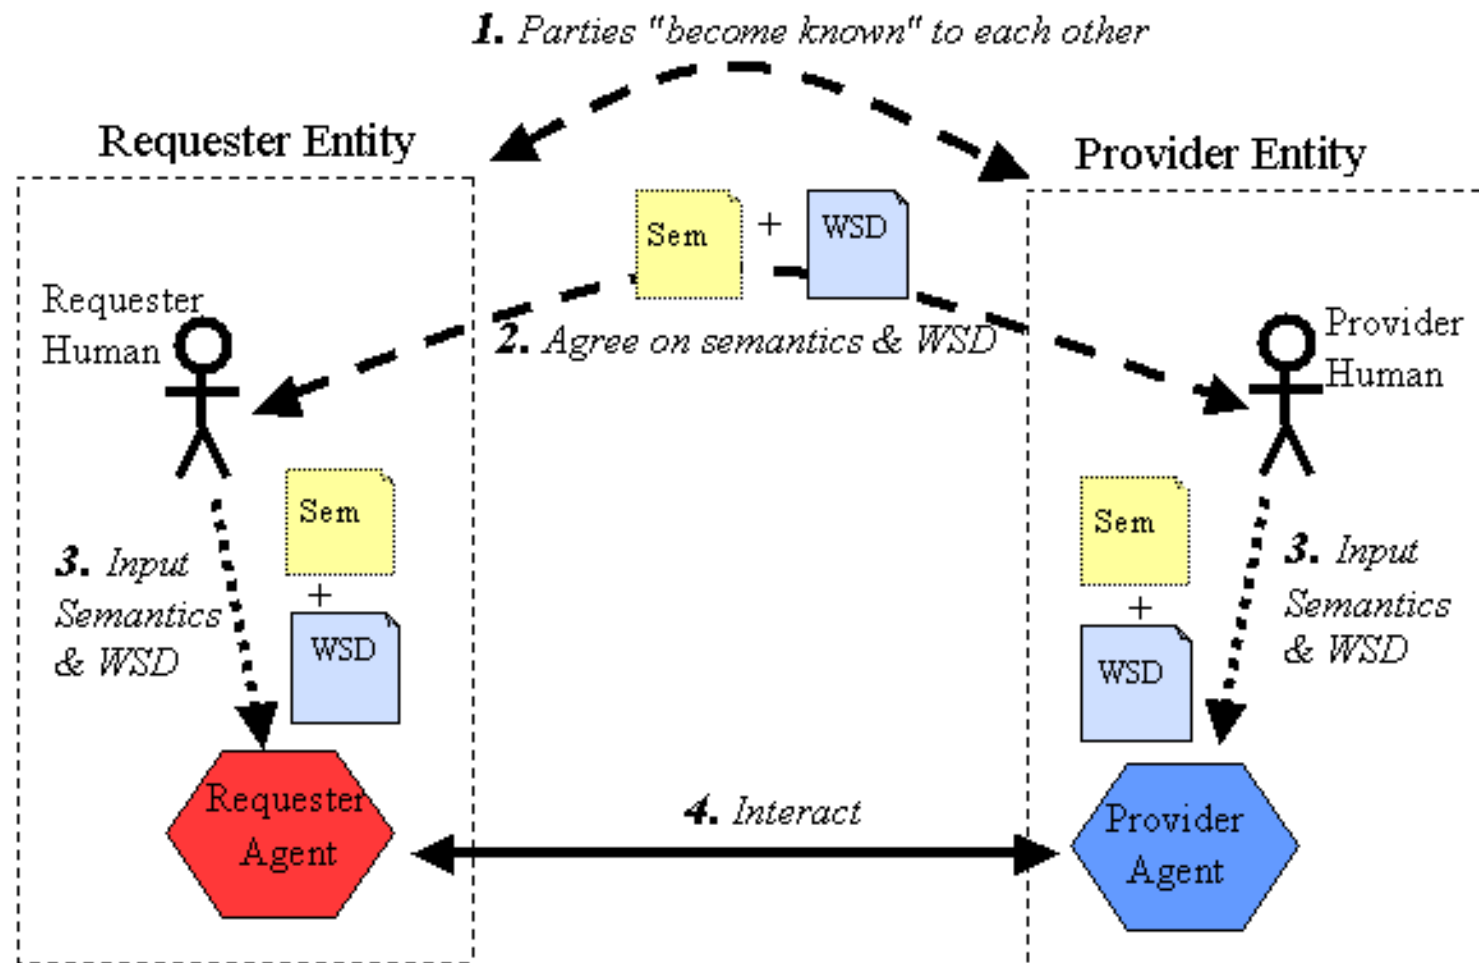 1. Parties "become known" to each other
Requester Entity
Provider Entity
Sem
+
WSD
Requester
Human
2. Agree on semantics & WSD
Provider
Human
Sem
+
WSD
3. Input
Semantics
& WSD
Sem
+
WSD
3. Input
Semantics
& WSD
Requester
Agent
4. Interact
Provider
Agent